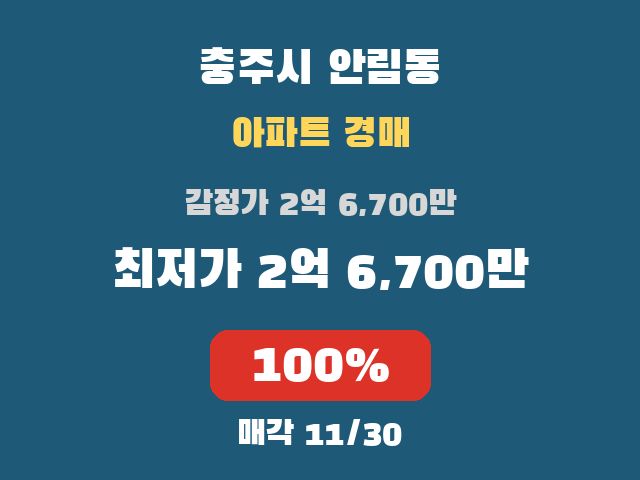 충주시 안림동
아파트 경매
감정가 2억 6,700만
최저가 2억 6,700만
100%
매각 11/30